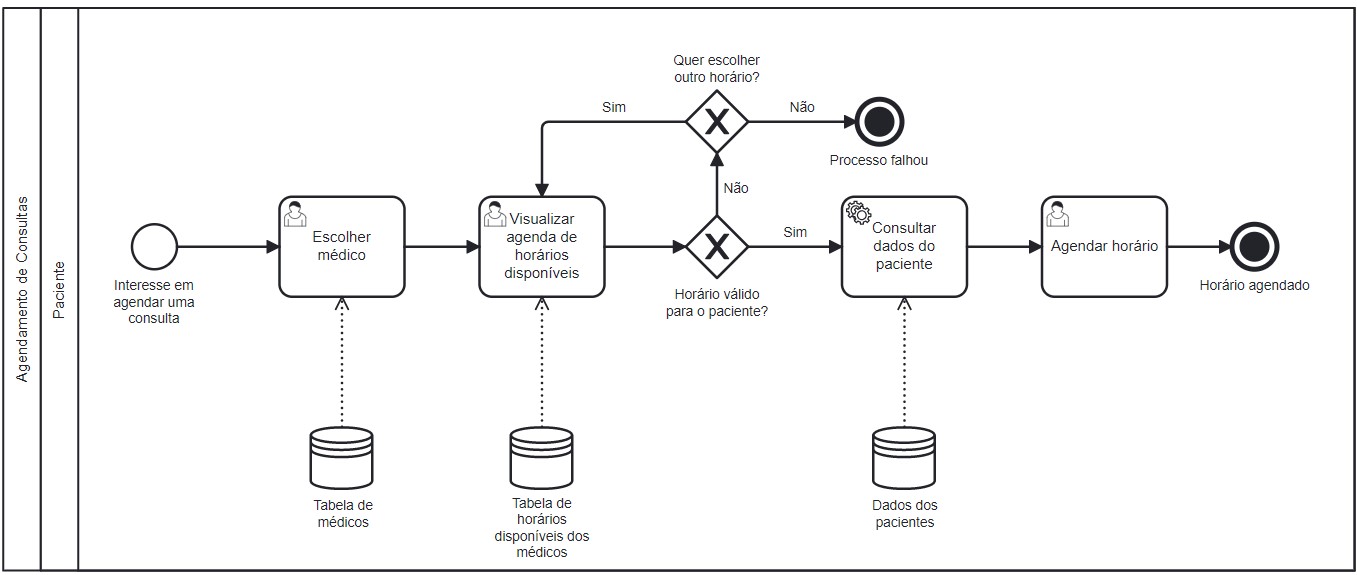 Agendamento de Consultas
Paciente
Quer escolher
outro horário?
Sim
Não
Processo falhou
Não
Interesse em
agendar uma
consulta
Escolher
médico
Visualizar
agenda de
horários
disponíveis
Horário válido
para o paciente?
Sim
Consultar
dados do
paciente
Agendar horário
Horário agendado
Tabela de
médicos
Tabela de
horários
disponíveis dos
médicos
Dados dos
pacientes